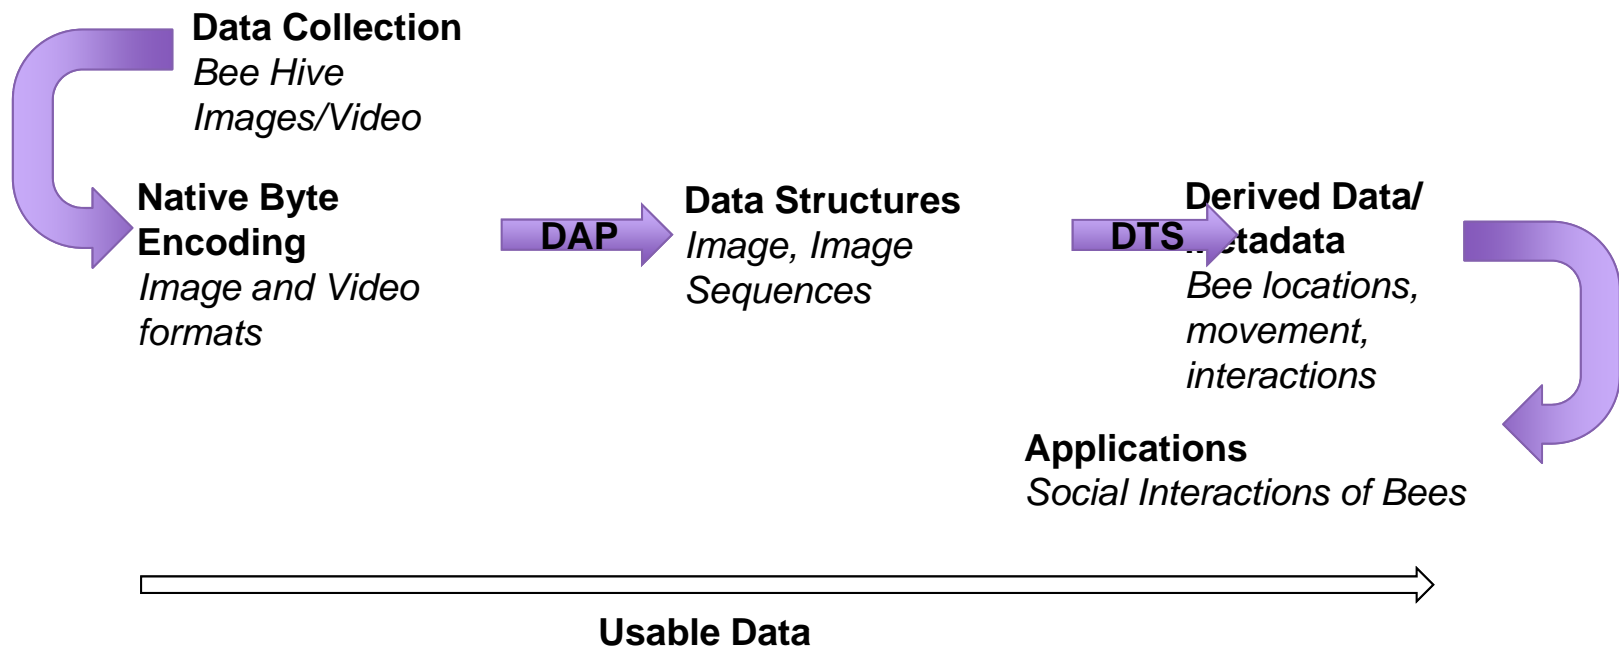 Data Collection
Bee Hive
Images/Video
Native Byte
Encoding
Image and Video
formats
DAP
Data Structures
Image, Image
Sequences
DTS
Derived Data/
Metadata
Bee locations,
movement,
interactions
Applications
Social Interactions of Bees
Usable Data